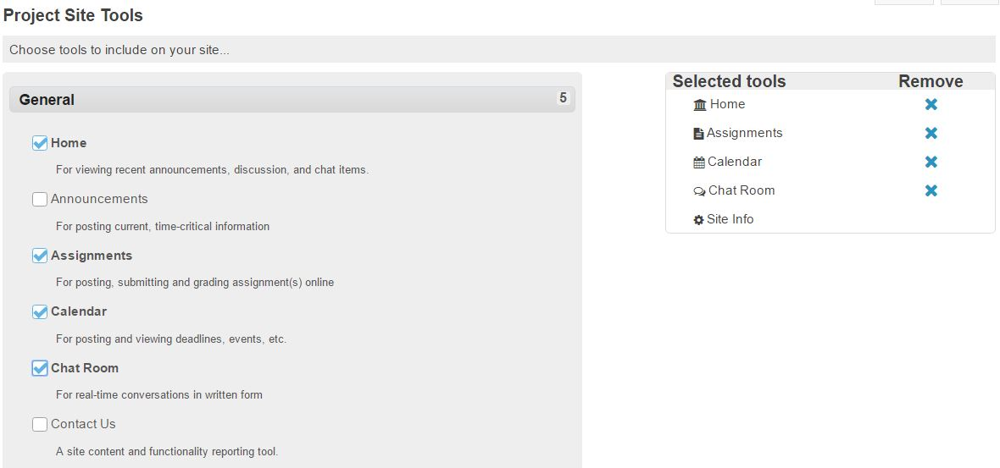 Project Site Tools
Choose tools to include on your site...
General 5
Home
For viewing recent announcements, discussion, and chat items.
Announcements
For posting current, time-critical information
Assignments
For posting, submitting and grading assignment(s) online
Calendar
For posting and viewing deadlines, events, etc.
Chat Room
For real-time conversations in written form
Contact Us
A site content and functionality reporting tool.
Selected tools Remove
Home
Assignments
Calendar
Chat Room
Site Info